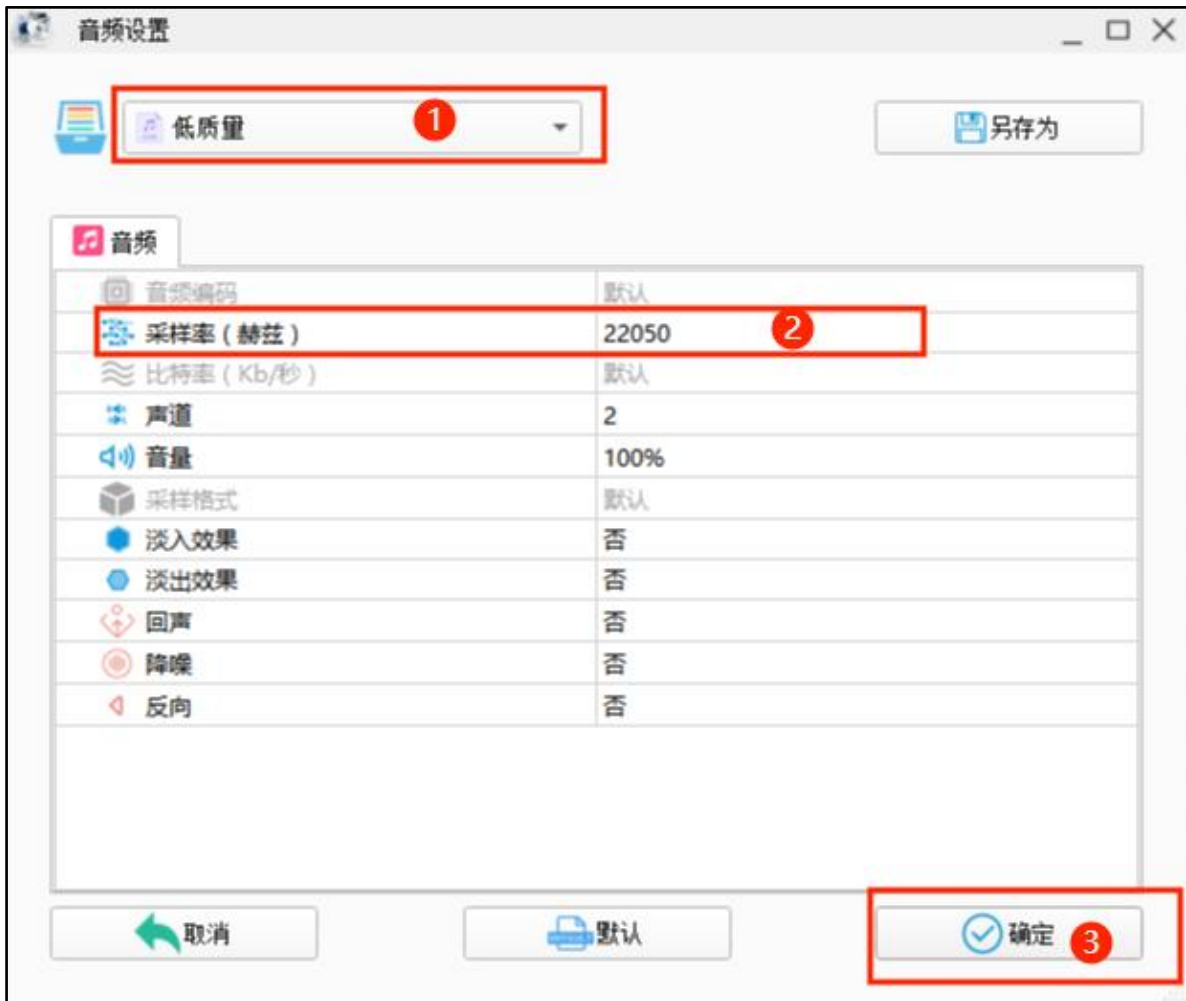 音频设置
低质量 1
另存为
音频
音频编码 默认
采样率(赫兹) 22050 2
比特率(Kb/秒) 默认
声道 2
音量 100%
采样格式 默认
淡入效果 否
淡出效果 否
回声 否
降噪 否
反向 否
取消 默认 确定 3